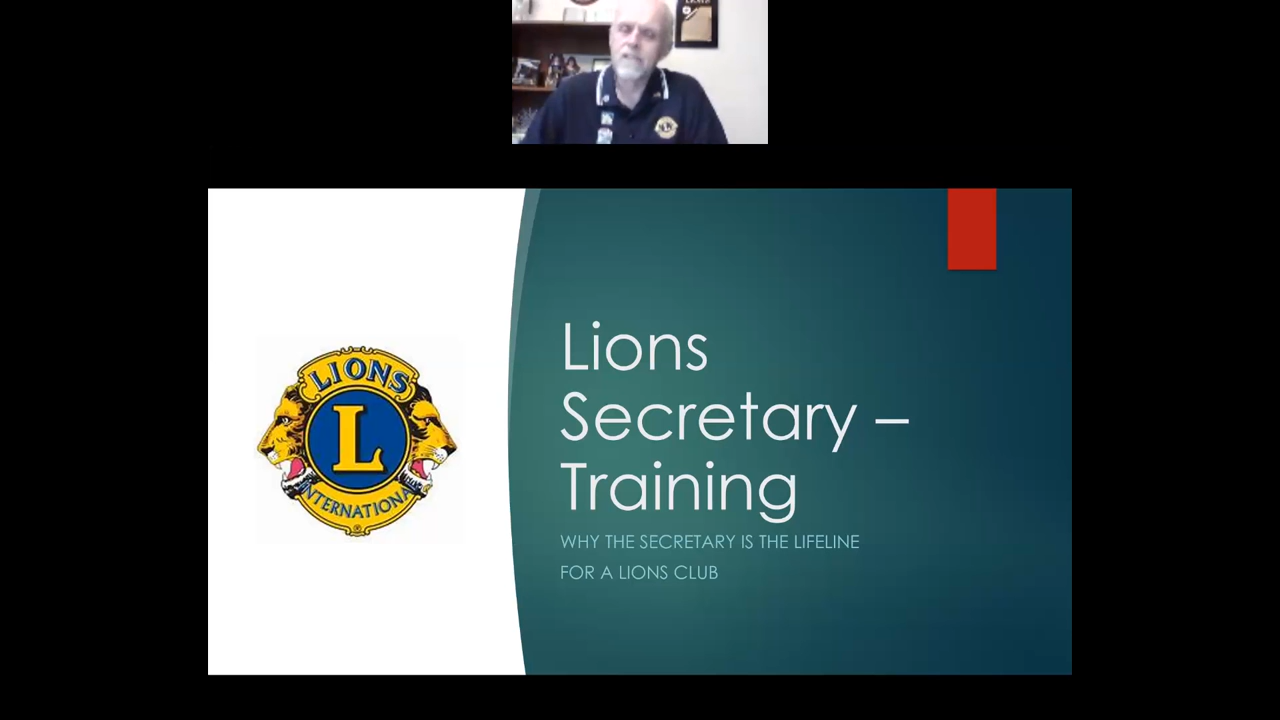 Lions
Secretary –
Training
WHY THE SECRETARY IS THE LIFELINE
FOR A LIONS CLUB
LIONS
L
INTERNATIONAL